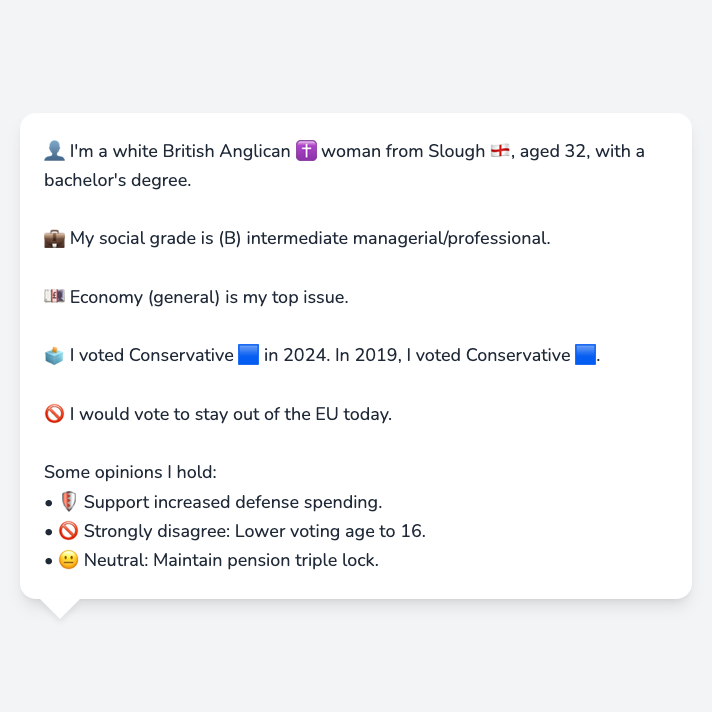 👤 I'm a white British Anglican ✝️ woman from Slough 🏴󠁧󠁢󠁥󠁮󠁧󠁿, aged 32, with a
bachelor's degree.
💼 My social grade is (B) intermediate managerial/professional.
💷 Economy (general) is my top issue.
🗳️ I voted Conservative 🟦 in 2024. In 2019, I voted Conservative 🟦.
🚫 I would vote to stay out of the EU today.
Some opinions I hold:
• 🛡️ Support increased defense spending.
• 🚫 Strongly disagree: Lower voting age to 16.
• 😐 Neutral: Maintain pension triple lock.